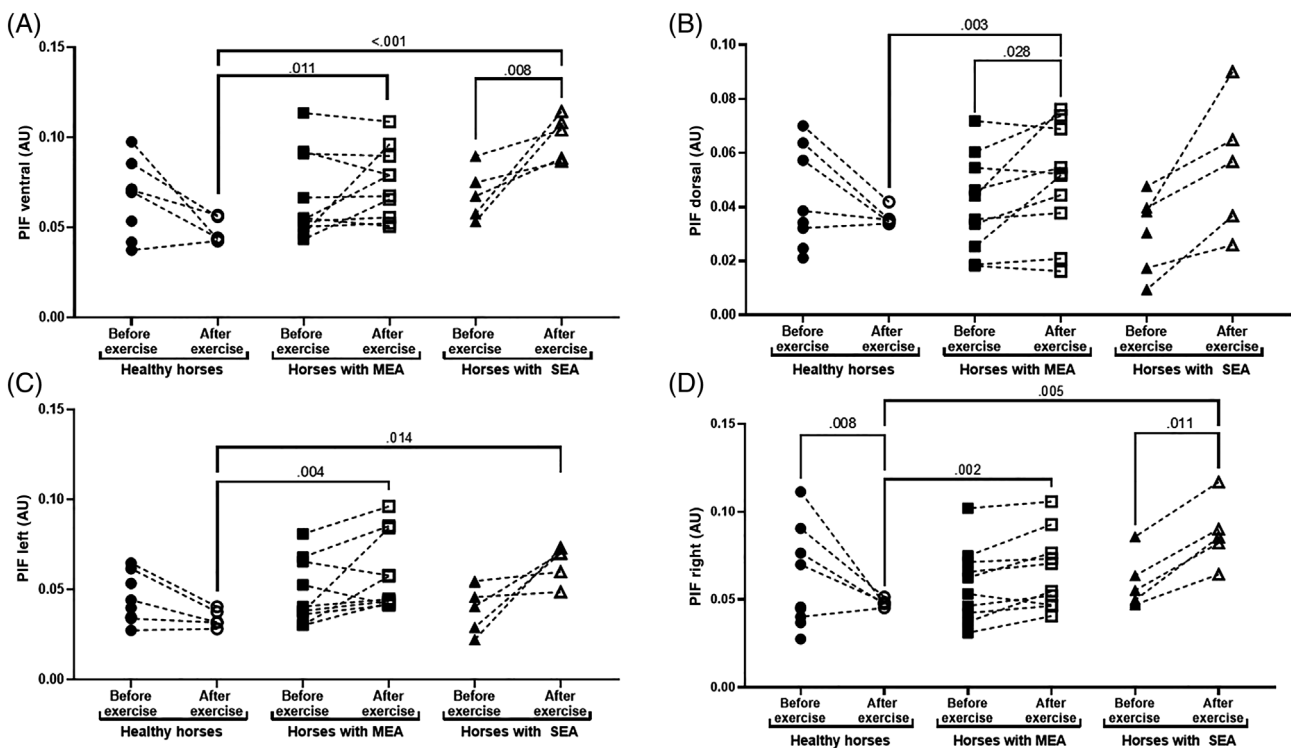 (A)
PIF ventral (AU)
0.15
0.10
0.05
0.00
<.001
.011
.008
Before exercise
After exercise
Before exercise
After exercise
Before exercise
After exercise
Healthy horses
Horses with MEA
Horses with SEA
(B)
PIF dorsal (AU)
0.10
0.08
0.06
0.04
0.02
0.00
.003
.028
Before exercise
After exercise
Before exercise
After exercise
Before exercise
After exercise
Healthy horses
Horses with MEA
Horses with SEA
(C)
PIF left (AU)
0.15
0.10
0.05
0.00
.014
.004
Before exercise
After exercise
Before exercise
After exercise
Before exercise
After exercise
Healthy horses
Horses with MEA
Horses with SEA
(D)
PIF right (AU)
0.15
0.10
0.05
0.00
.005
.008
.011
.002
Before exercise
After exercise
Before exercise
After exercise
Before exercise
After exercise
Healthy horses
Horses with MEA
Horses with SEA